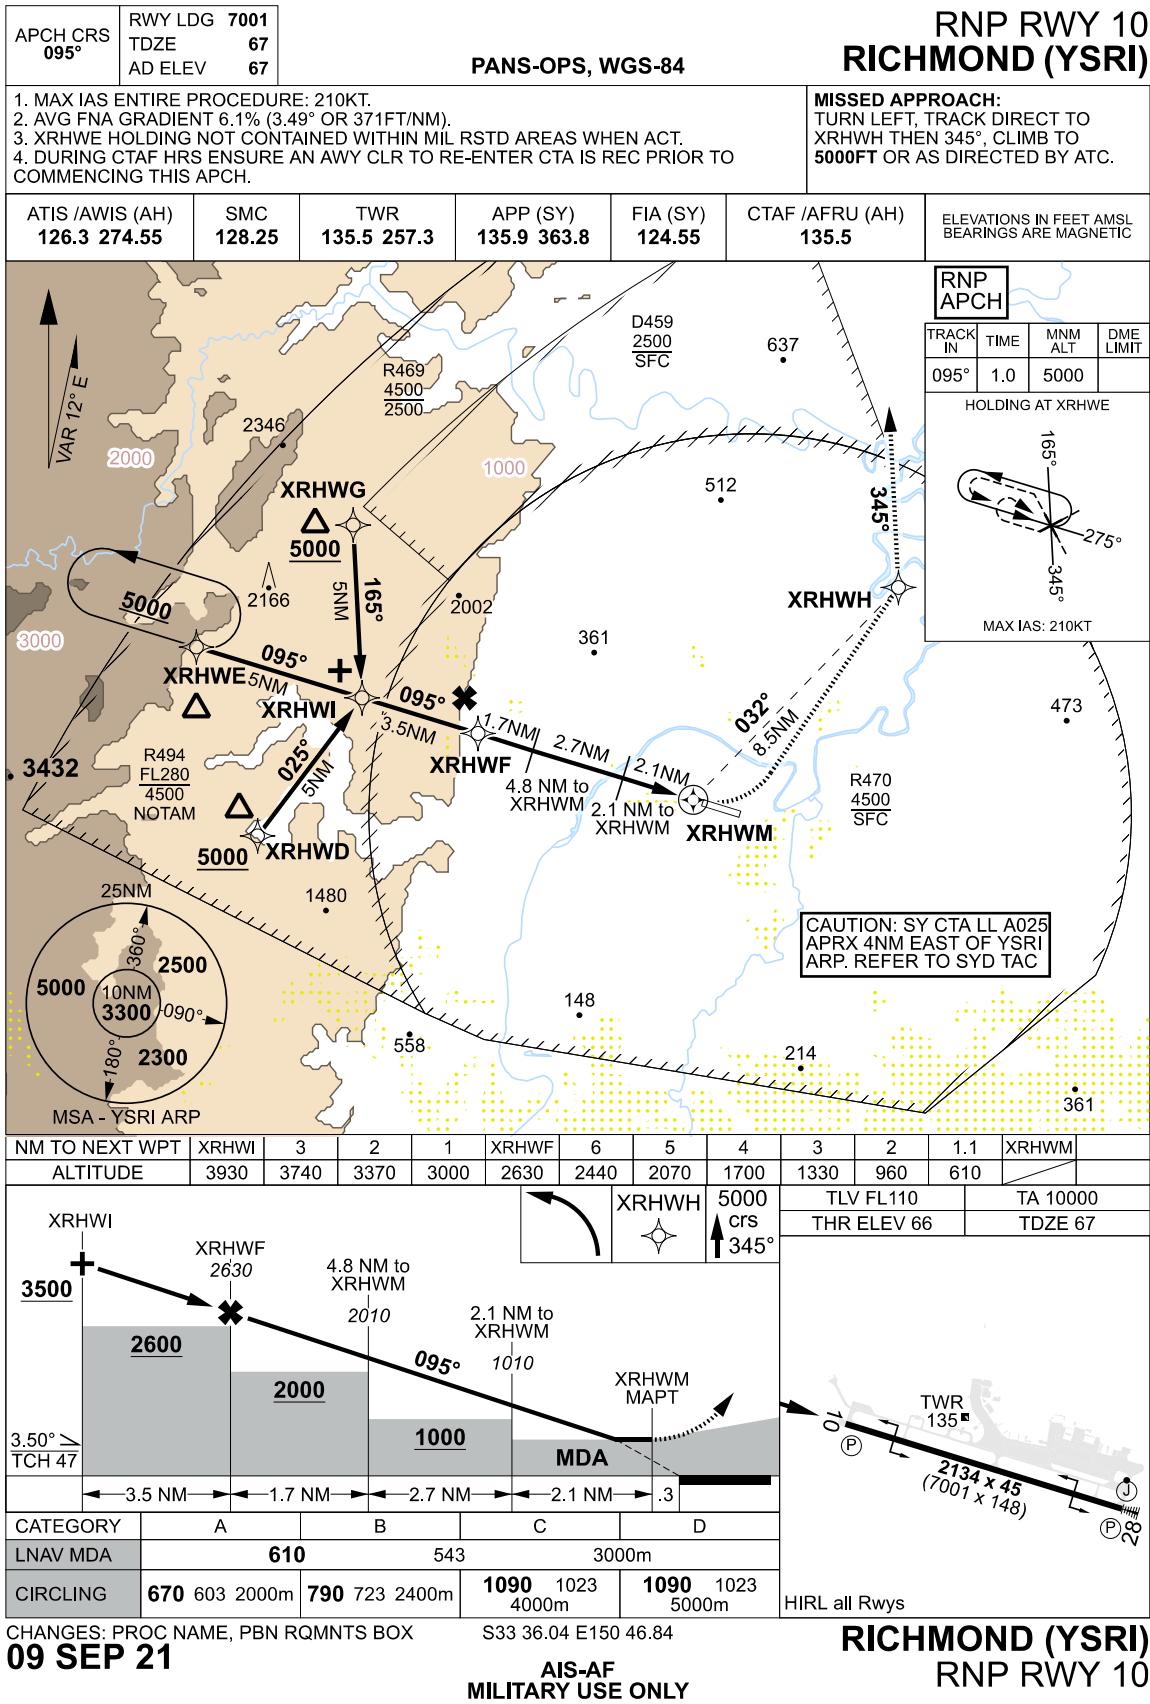 APCH CRS
095°
RWY LDG 7001
TDZE 67
AD ELEV 67
PANS-OPS, WGS-84
RNP RWY 10
RICHMOND (YSRI)
1. MAX IAS ENTIRE PROCEDURE: 210KT.
2. AVG FNA GRADIENT 6.1% (3.49° OR 371FT/NM).
3. XRHWE HOLDING NOT CONTAINED WITHIN MIL RSTD AREAS WHEN ACT.
4. DURING CTAF HRS ENSURE AN AWY CLR TO RE-ENTER CTA IS REC PRIOR TO
COMMENCING THIS APCH.
MISSED APPROACH:
TURN LEFT, TRACK DIRECT TO
XRHWH THEN 345°, CLIMB TO
5000FT OR AS DIRECTED BY ATC.
ATIS /AWIS (AH)
126.3 274.55
SMC
128.25
TWR
135.5 257.3
APP (SY)
135.9 363.8
FIA (SY)
124.55
CTAF /AFRU (AH)
135.5
ELEVATIONS IN FEET AMSL
BEARINGS ARE MAGNETIC
RNP
APCH
TRACK IN TIME MNM ALT DME LIMIT
095° 1.0 5000
HOLDING AT XRHWE
165°
275°
345°
MAX IAS: 210KT
VAR 12° E
D459
2500
SFC
637
R469
4500
2500
2346
2000
1000
512
XRHWG
5000
345°
165°
5NM
2166
2002
5000
XRHWH
3000
361
XRHWE
095°
5NM
XRHWI
095°
3.5NM
1.7NM
2.7NM
2.1NM
032°
8.5NM
473
XRHWF
4.8 NM to
XRHWM
2.1 NM to
XRHWM
XRHWM
3432
R494
FL280
4500
NOTAM
025°
5NM
R470
4500
SFC
5000
XRHWD
1480
25NM
360°
2500
5000
10NM
3300
090°
180°
2300
MSA - YSRI ARP
CAUTION: SY CTA LL A025
APRX 4NM EAST OF YSRI
ARP. REFER TO SYD TAC
148
558
214
361
NM TO NEXT WPT XRHWI 3 2 1 XRHWF 6 5 4 3 2 1.1 XRHWM
ALTITUDE 3930 3740 3370 3000 2630 2440 2070 1700 1330 960 610
XRHWH
5000
crs
345°
TLV FL110 TA 10000
THR ELEV 66 TDZE 67
XRHWI
XRHWF
2630
4.8 NM to
XRHWM
2010
2.1 NM to
XRHWM
1010
XRHWM
MAPT
3500
2600
2000
095°
1000
MDA
3.50°
TCH 47
3.5 NM 1.7 NM 2.7 NM 2.1 NM .3
TWR
135
10
P
2134 x 45
(7001 x 148)
J
P
28
HIRL all Rwys
CATEGORY A B C D
LNAV MDA 610 543 3000m
CIRCLING 670 603 2000m 790 723 2400m 1090 1023 4000m 1090 1023 5000m
CHANGES: PROC NAME, PBN RQMNTS BOX
S33 36.04 E150 46.84
09 SEP 21
AIS-AF
MILITARY USE ONLY
RICHMOND (YSRI)
RNP RWY 10